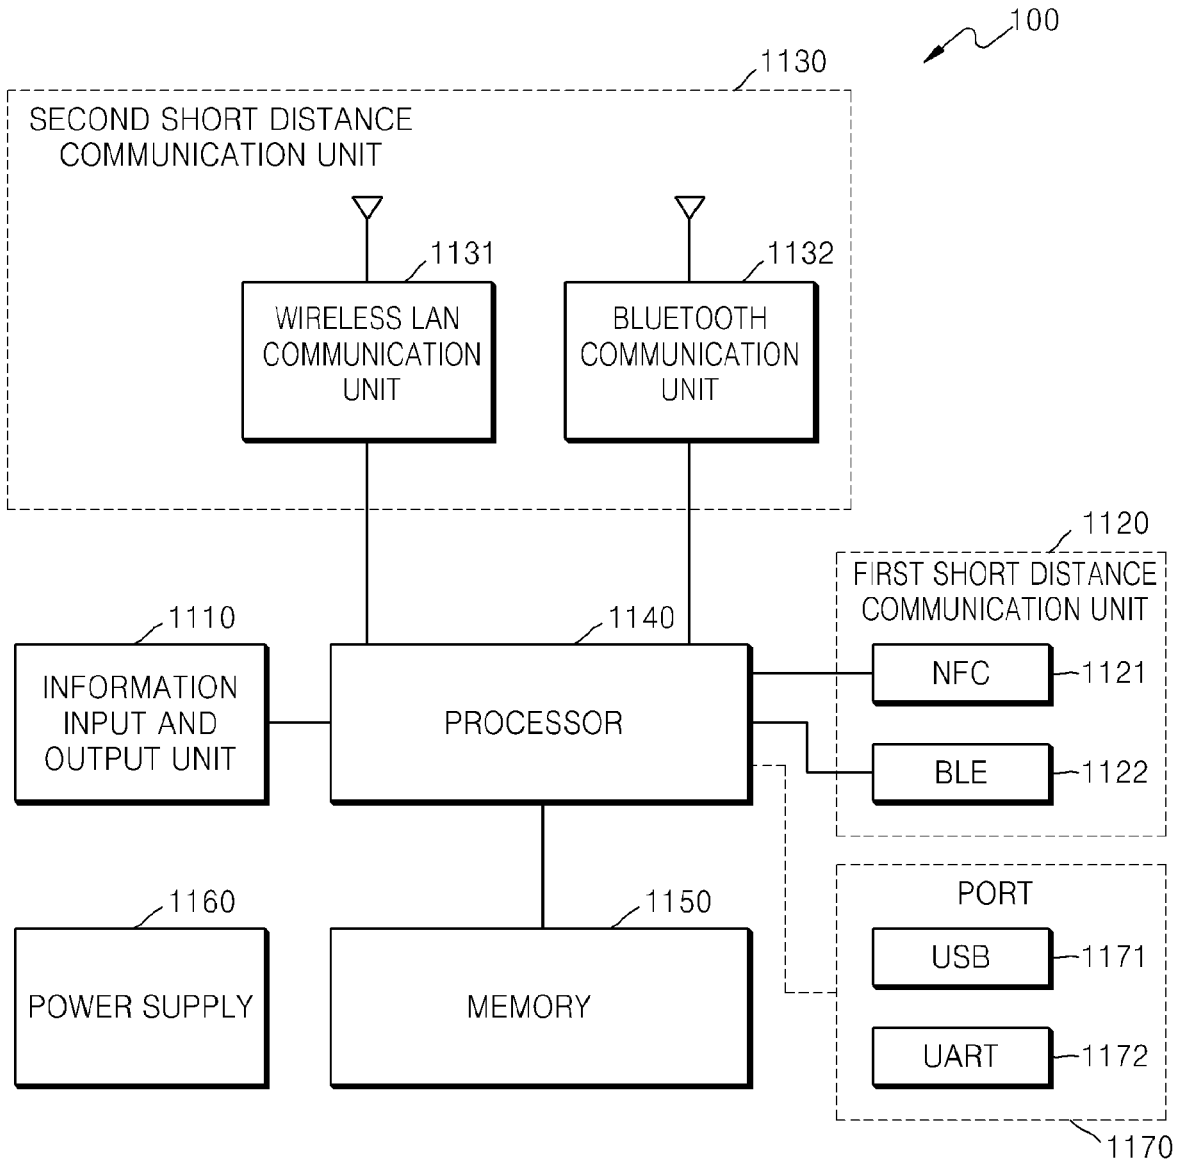 100
1130
SECOND SHORT DISTANCE
COMMUNICATION UNIT
1131
1132
WIRELESS LAN
COMMUNICATION
UNIT
BLUETOOTH
COMMUNICATION
UNIT
1120
FIRST SHORT DISTANCE
COMMUNICATION UNIT
1110
1140
INFORMATION
INPUT AND
OUTPUT UNIT
PROCESSOR
NFC
1121
BLE
1122
1160
1150
POWER SUPPLY
MEMORY
PORT
USB
1171
UART
1172
1170